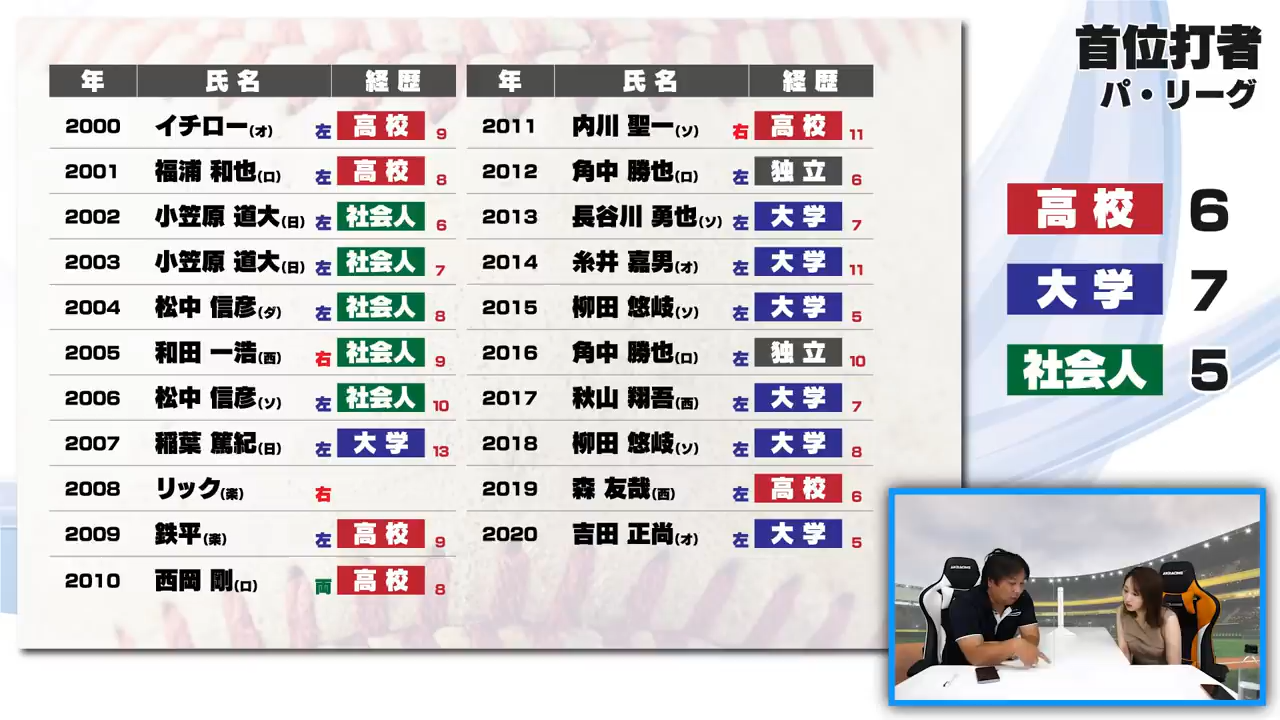 首位打者
パ・リーグ
年 氏名 経歴
2000 イチロー(オ) 左 高校 9
2001 福浦 和也(ロ) 左 高校 8
2002 小笠原 道大(日) 左 社会人 6
2003 小笠原 道大(日) 左 社会人 7
2004 松中 信彦(ダ) 左 社会人 8
2005 和田 一浩(西) 右 社会人 9
2006 松中 信彦(ソ) 左 社会人 10
2007 稲葉 篤紀(日) 左 大学 13
2008 リック(楽) 右
2009 鉄平(楽) 左 高校 9
2010 西岡 剛(ロ) 両 高校 8
年 氏名 経歴
2011 内川 聖一(ソ) 右 高校 11
2012 角中 勝也(ロ) 左 独立 6
2013 長谷川 勇也(ソ) 左 大学 7
2014 糸井 嘉男(オ) 左 大学 11
2015 柳田 悠岐(ソ) 左 大学 5
2016 角中 勝也(ロ) 左 独立 10
2017 秋山 翔吾(西) 左 大学 7
2018 柳田 悠岐(ソ) 左 大学 8
2019 森 友哉(西) 左 高校 6
2020 吉田 正尚(オ) 左 大学 5
高校 6
大学 7
社会人 5
AKRACING
AKRACING